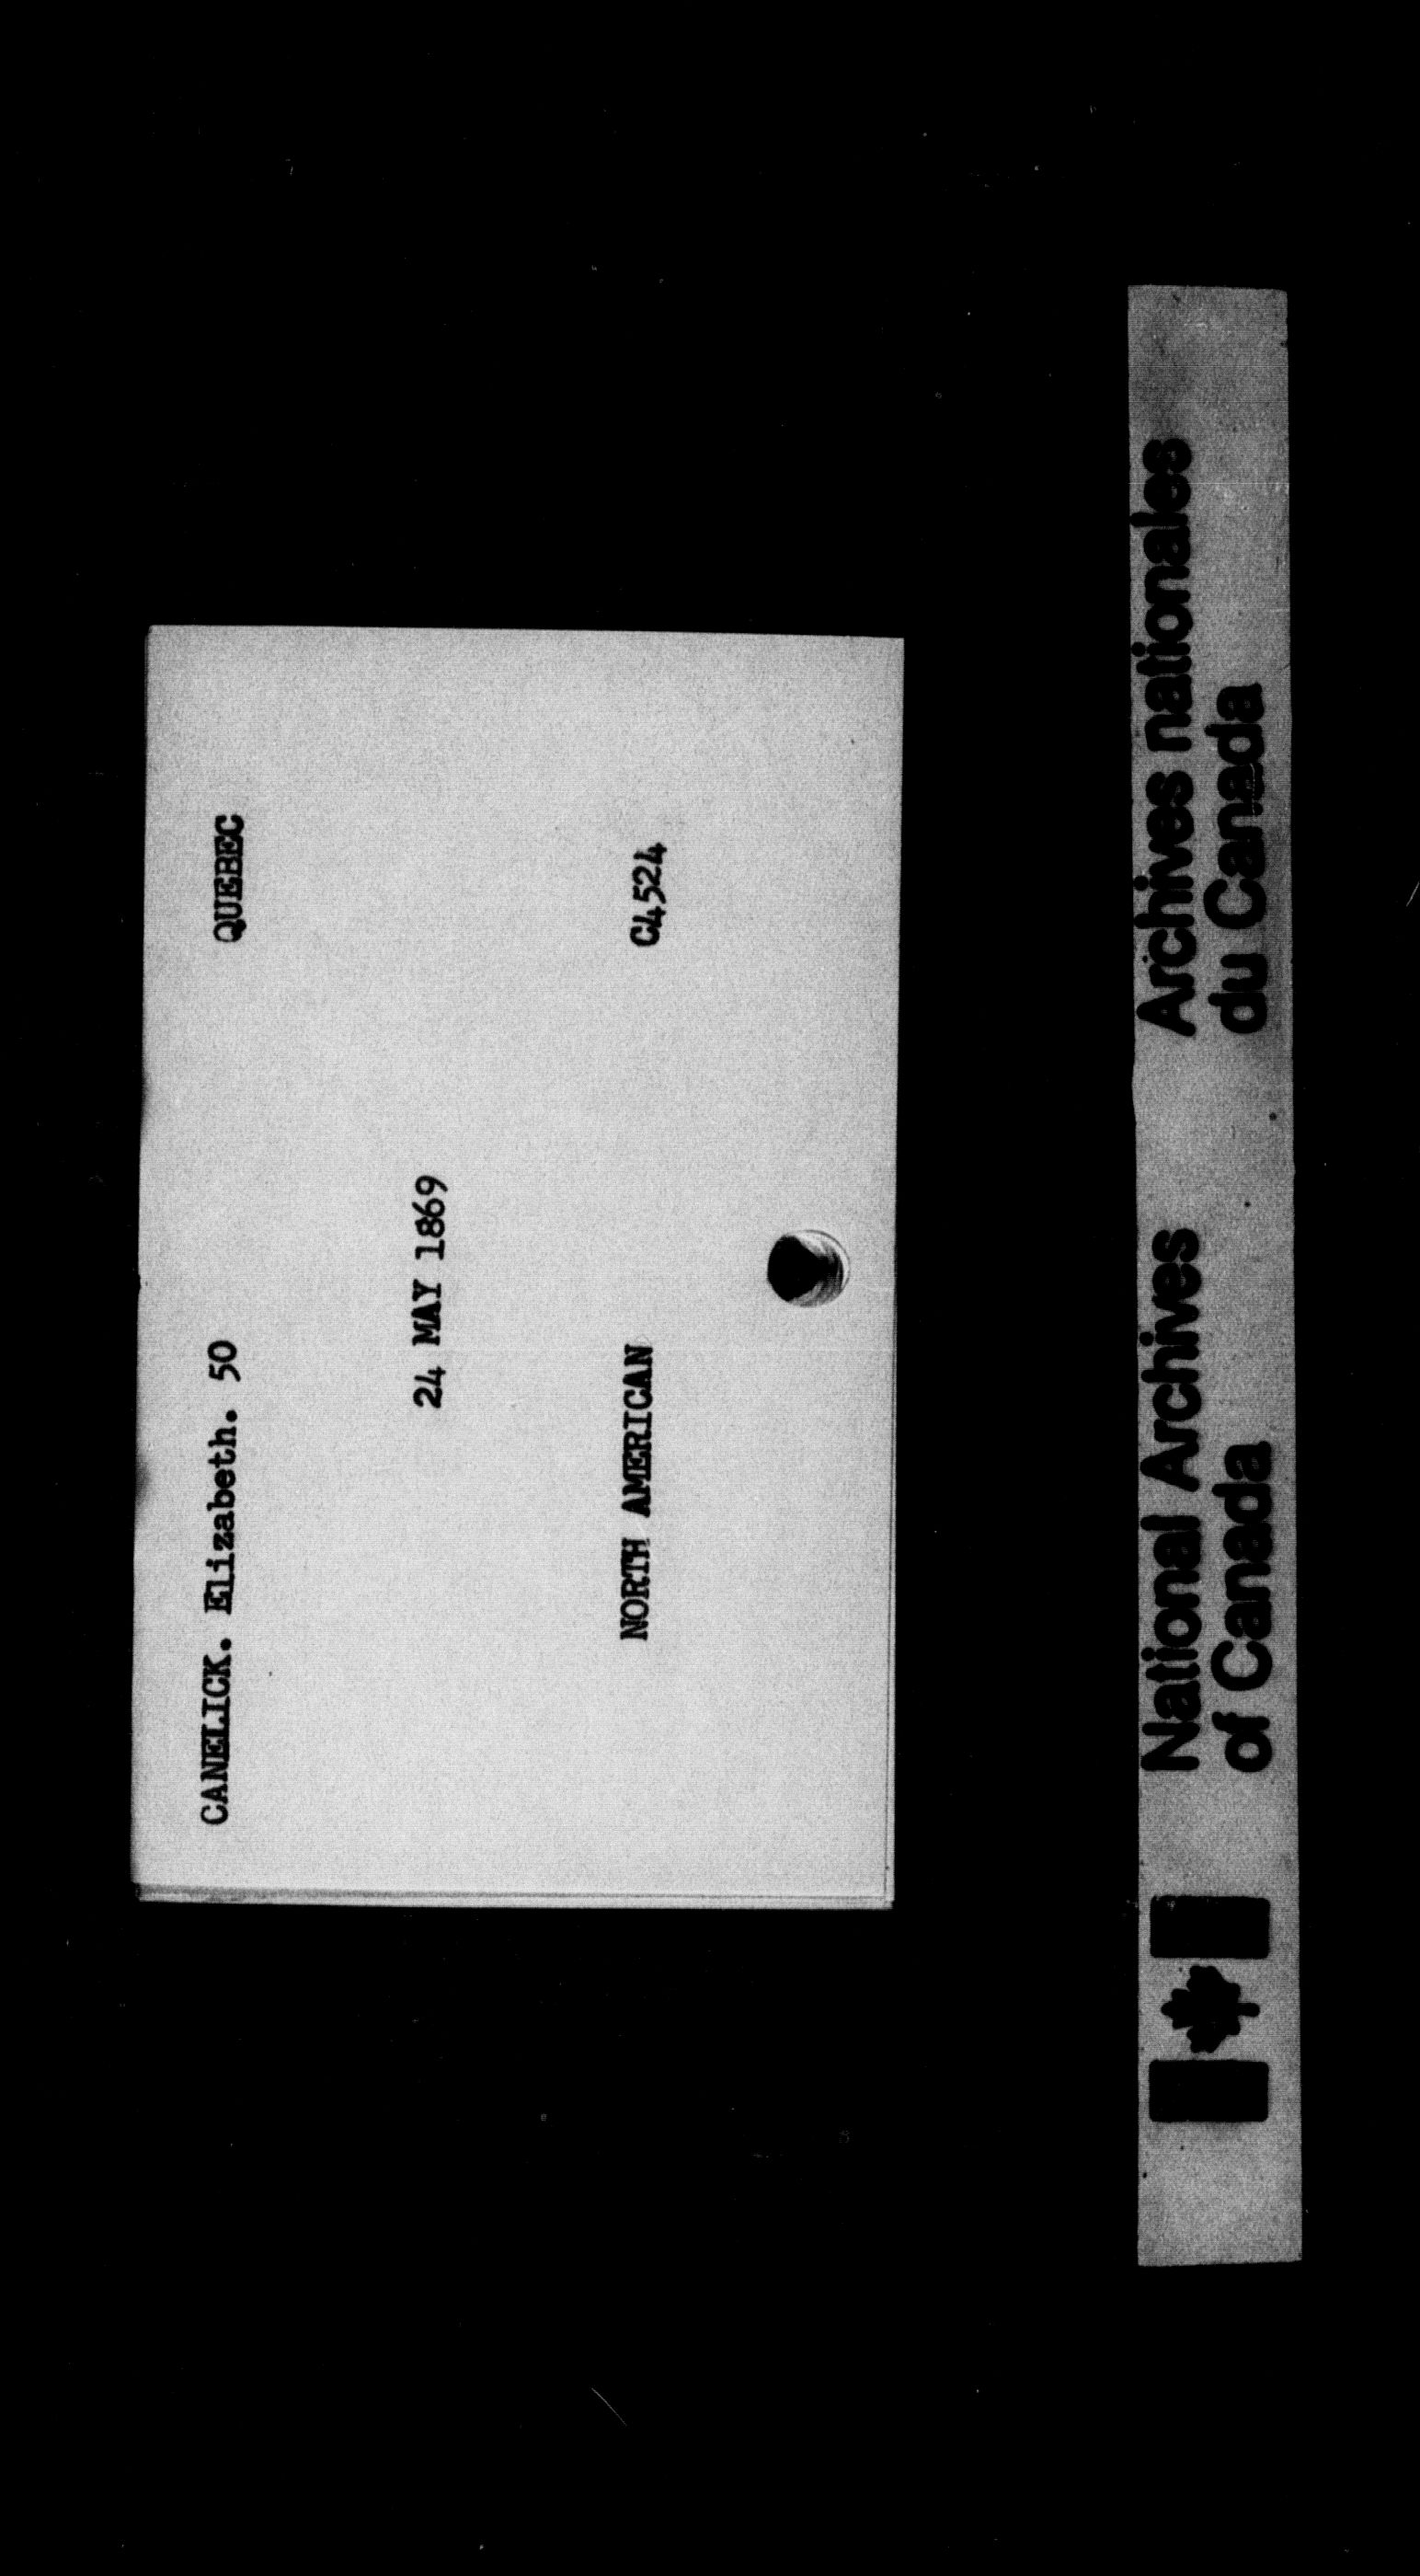 CANELICK. Elizabeth. 50 QUEBEC
24 MAY 1869
NORTH AMERICAN C4524
National Archives Archives nationales
of Canada du Canada